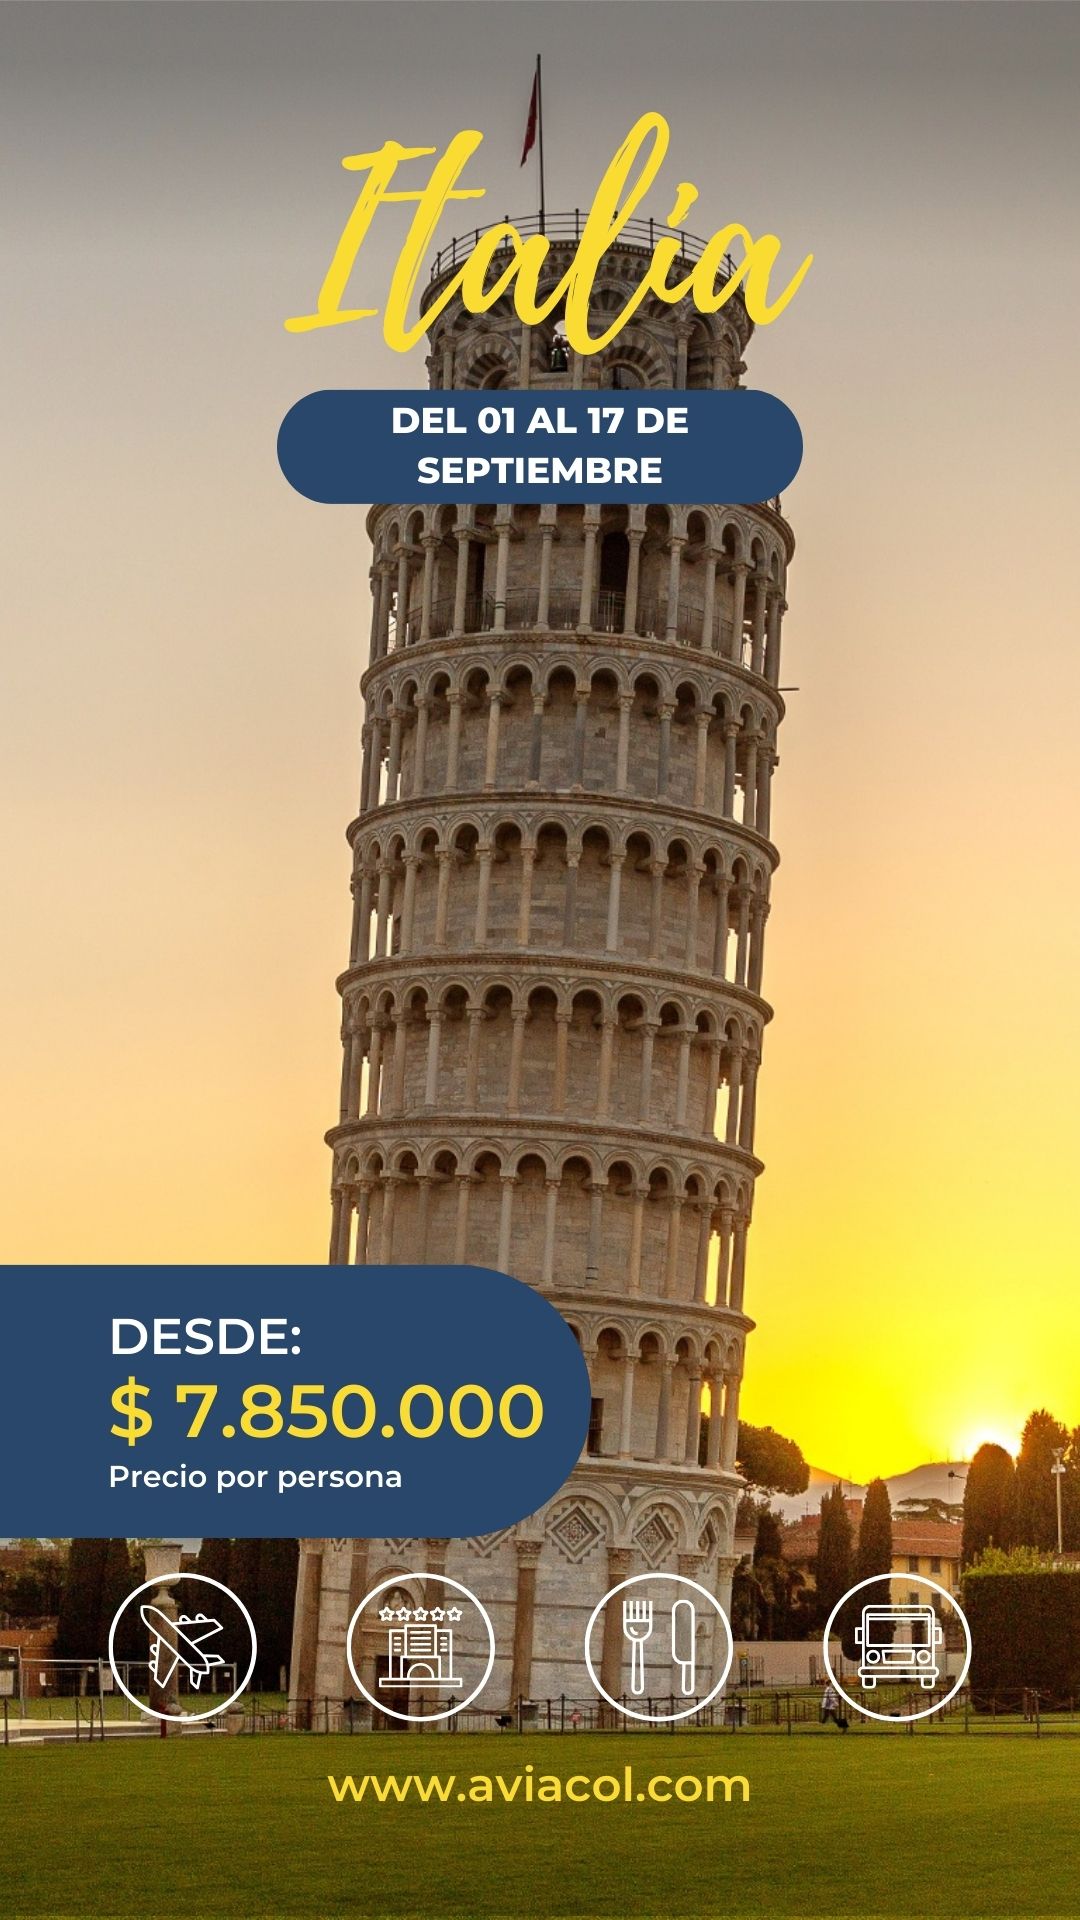 Italia
DEL 01 AL 17 DE
SEPTIEMBRE
DESDE:
$ 7.850.000
Precio por persona
www.aviacol.com